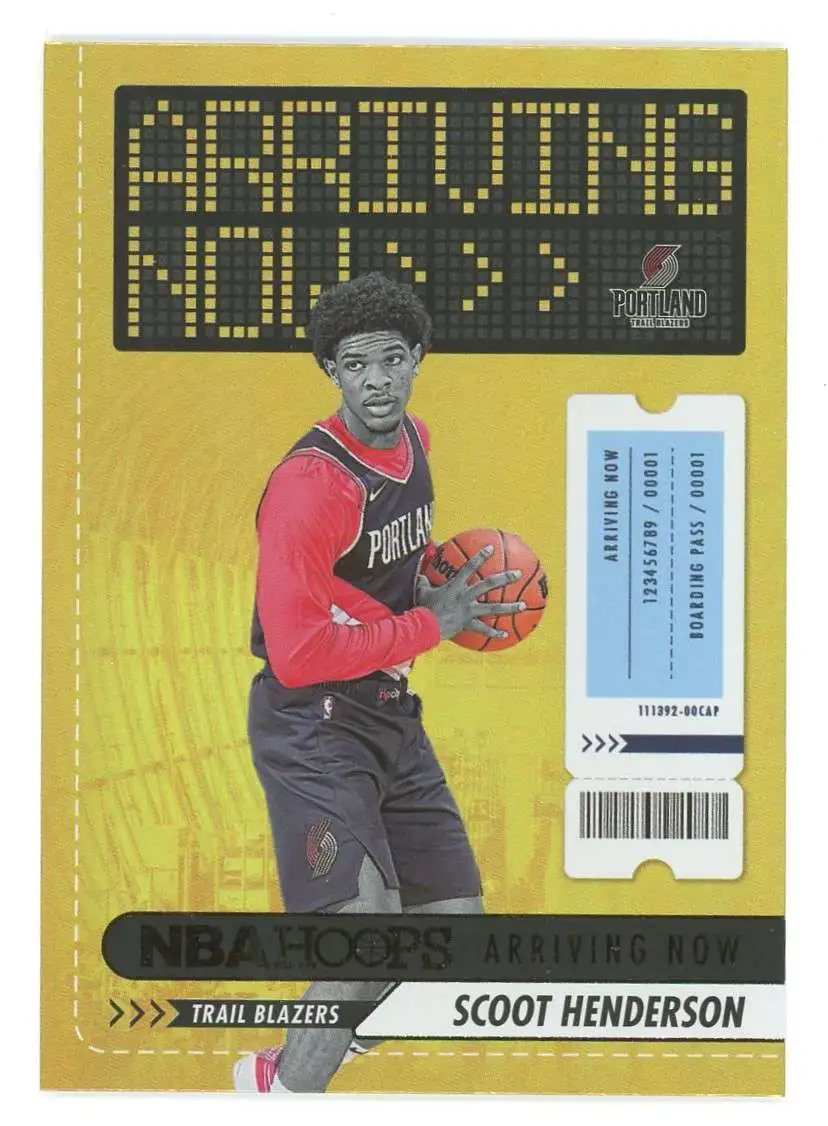 ARRIVING
NOW >>>
PORTLAND
TRAIL BLAZERS
PORTLAN
ARRIVING NOW
123456789 / 00001
BOARDING PASS / 00001
111392-00CAP
>>>
NBA HOOPS ARRIVING NOW
>>> TRAIL BLAZERS
SCOOT HENDERSON